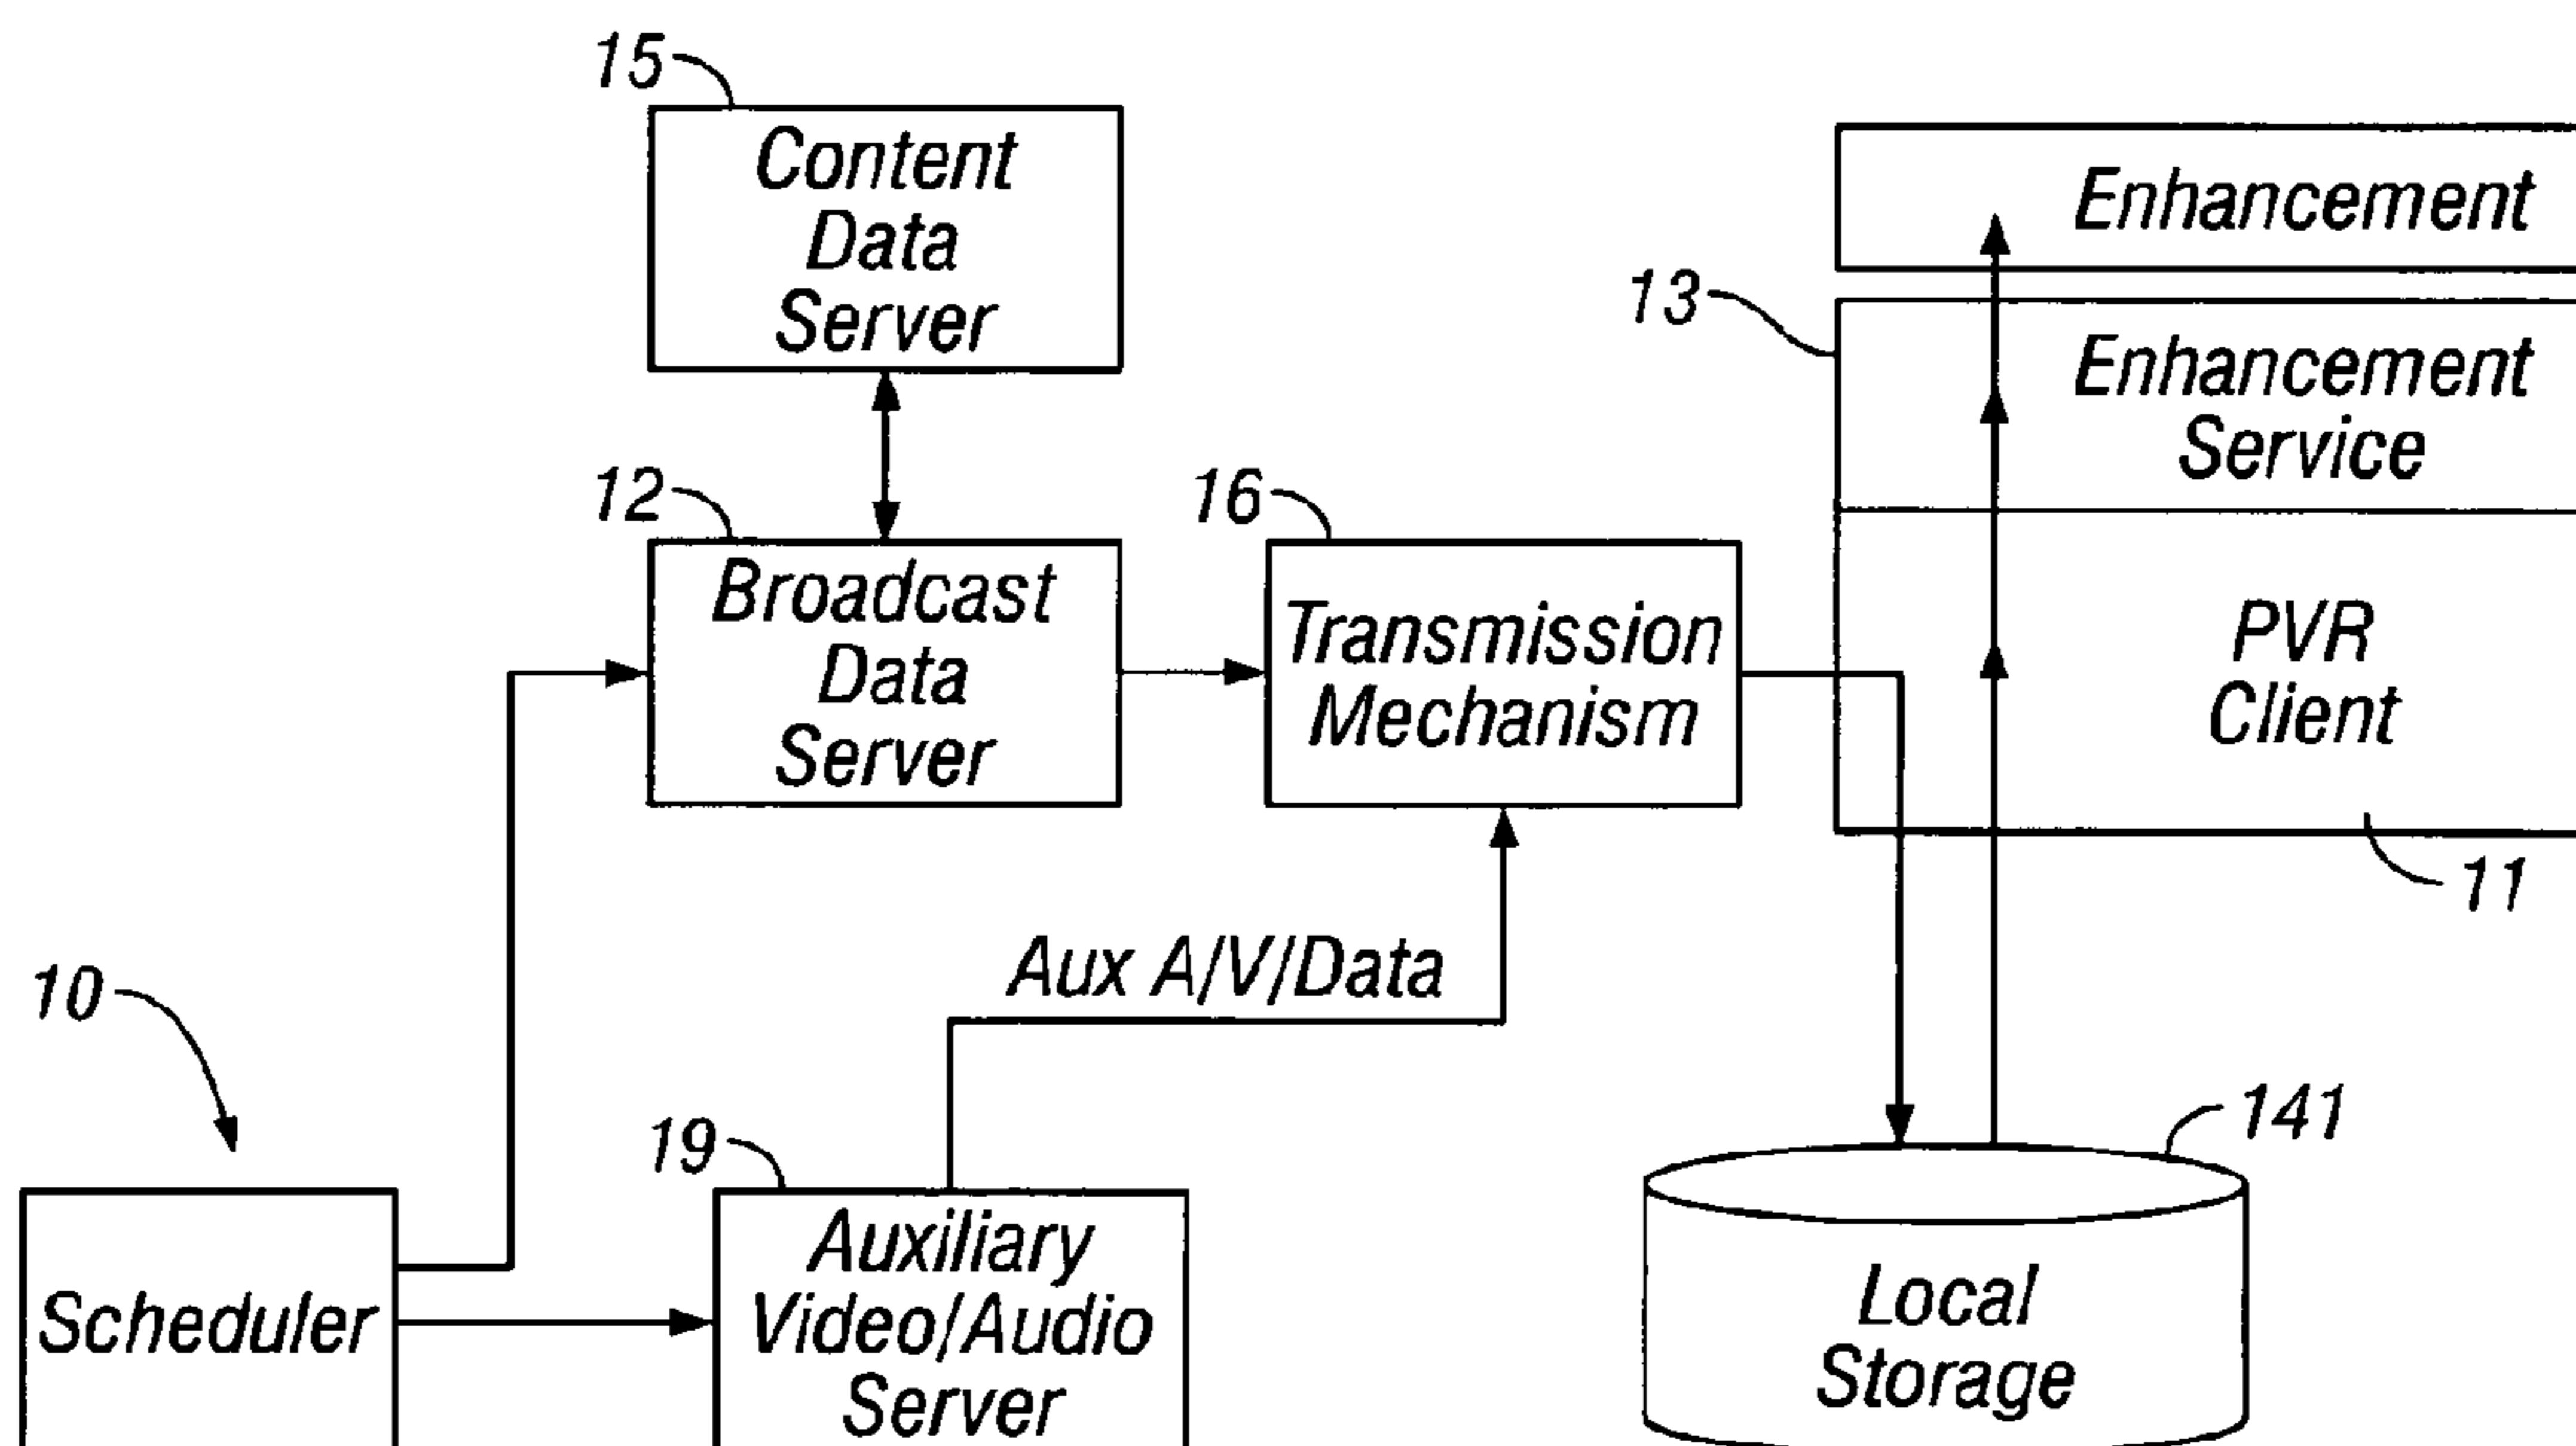 15
Content
Data
Server
Enhancement
13
Enhancement
Service
12
16
Broadcast
Data
Server
Transmission
Mechanism
PVR
Client
11
Aux A/V/Data
10
141
19
Scheduler
Auxiliary
Video/Audio
Server
Local
Storage